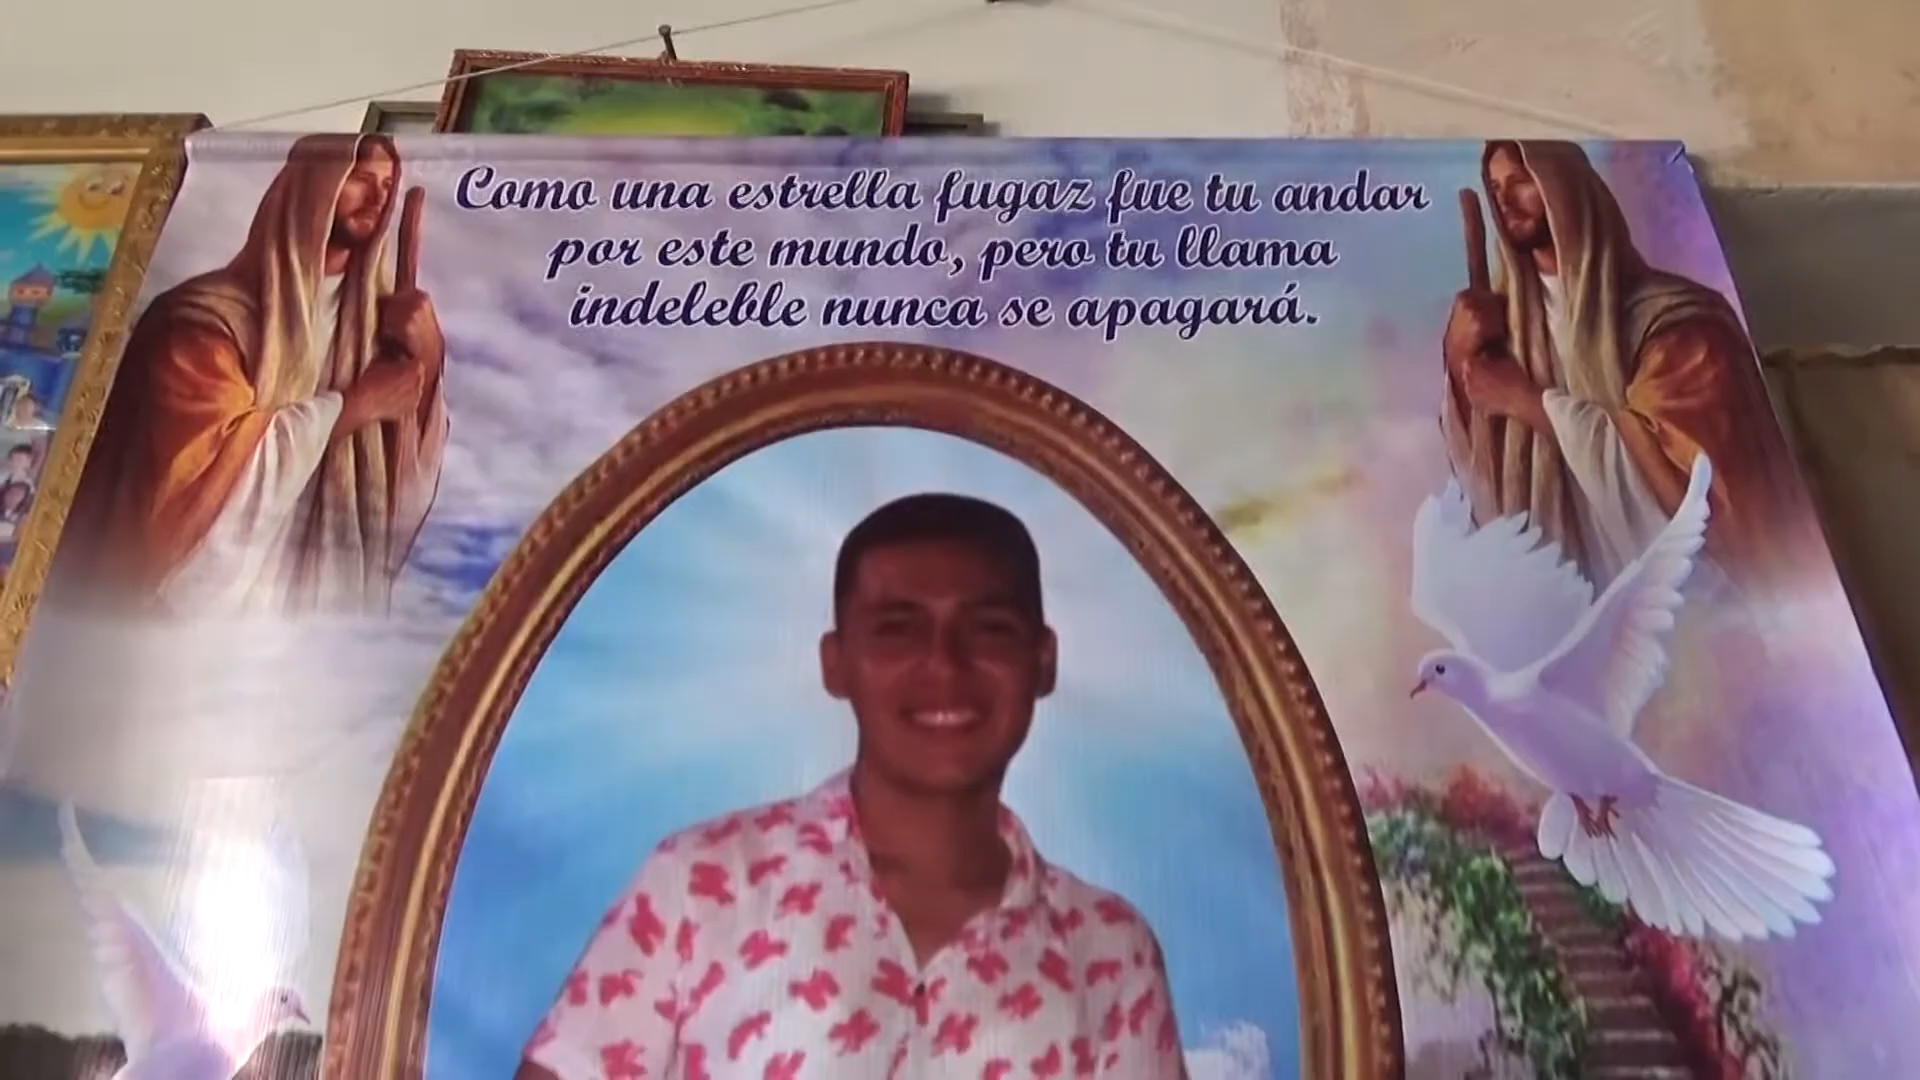 Como una estrella fugaz fue tu andar
por este mundo, pero tu llama
indeleble nunca se apagará.